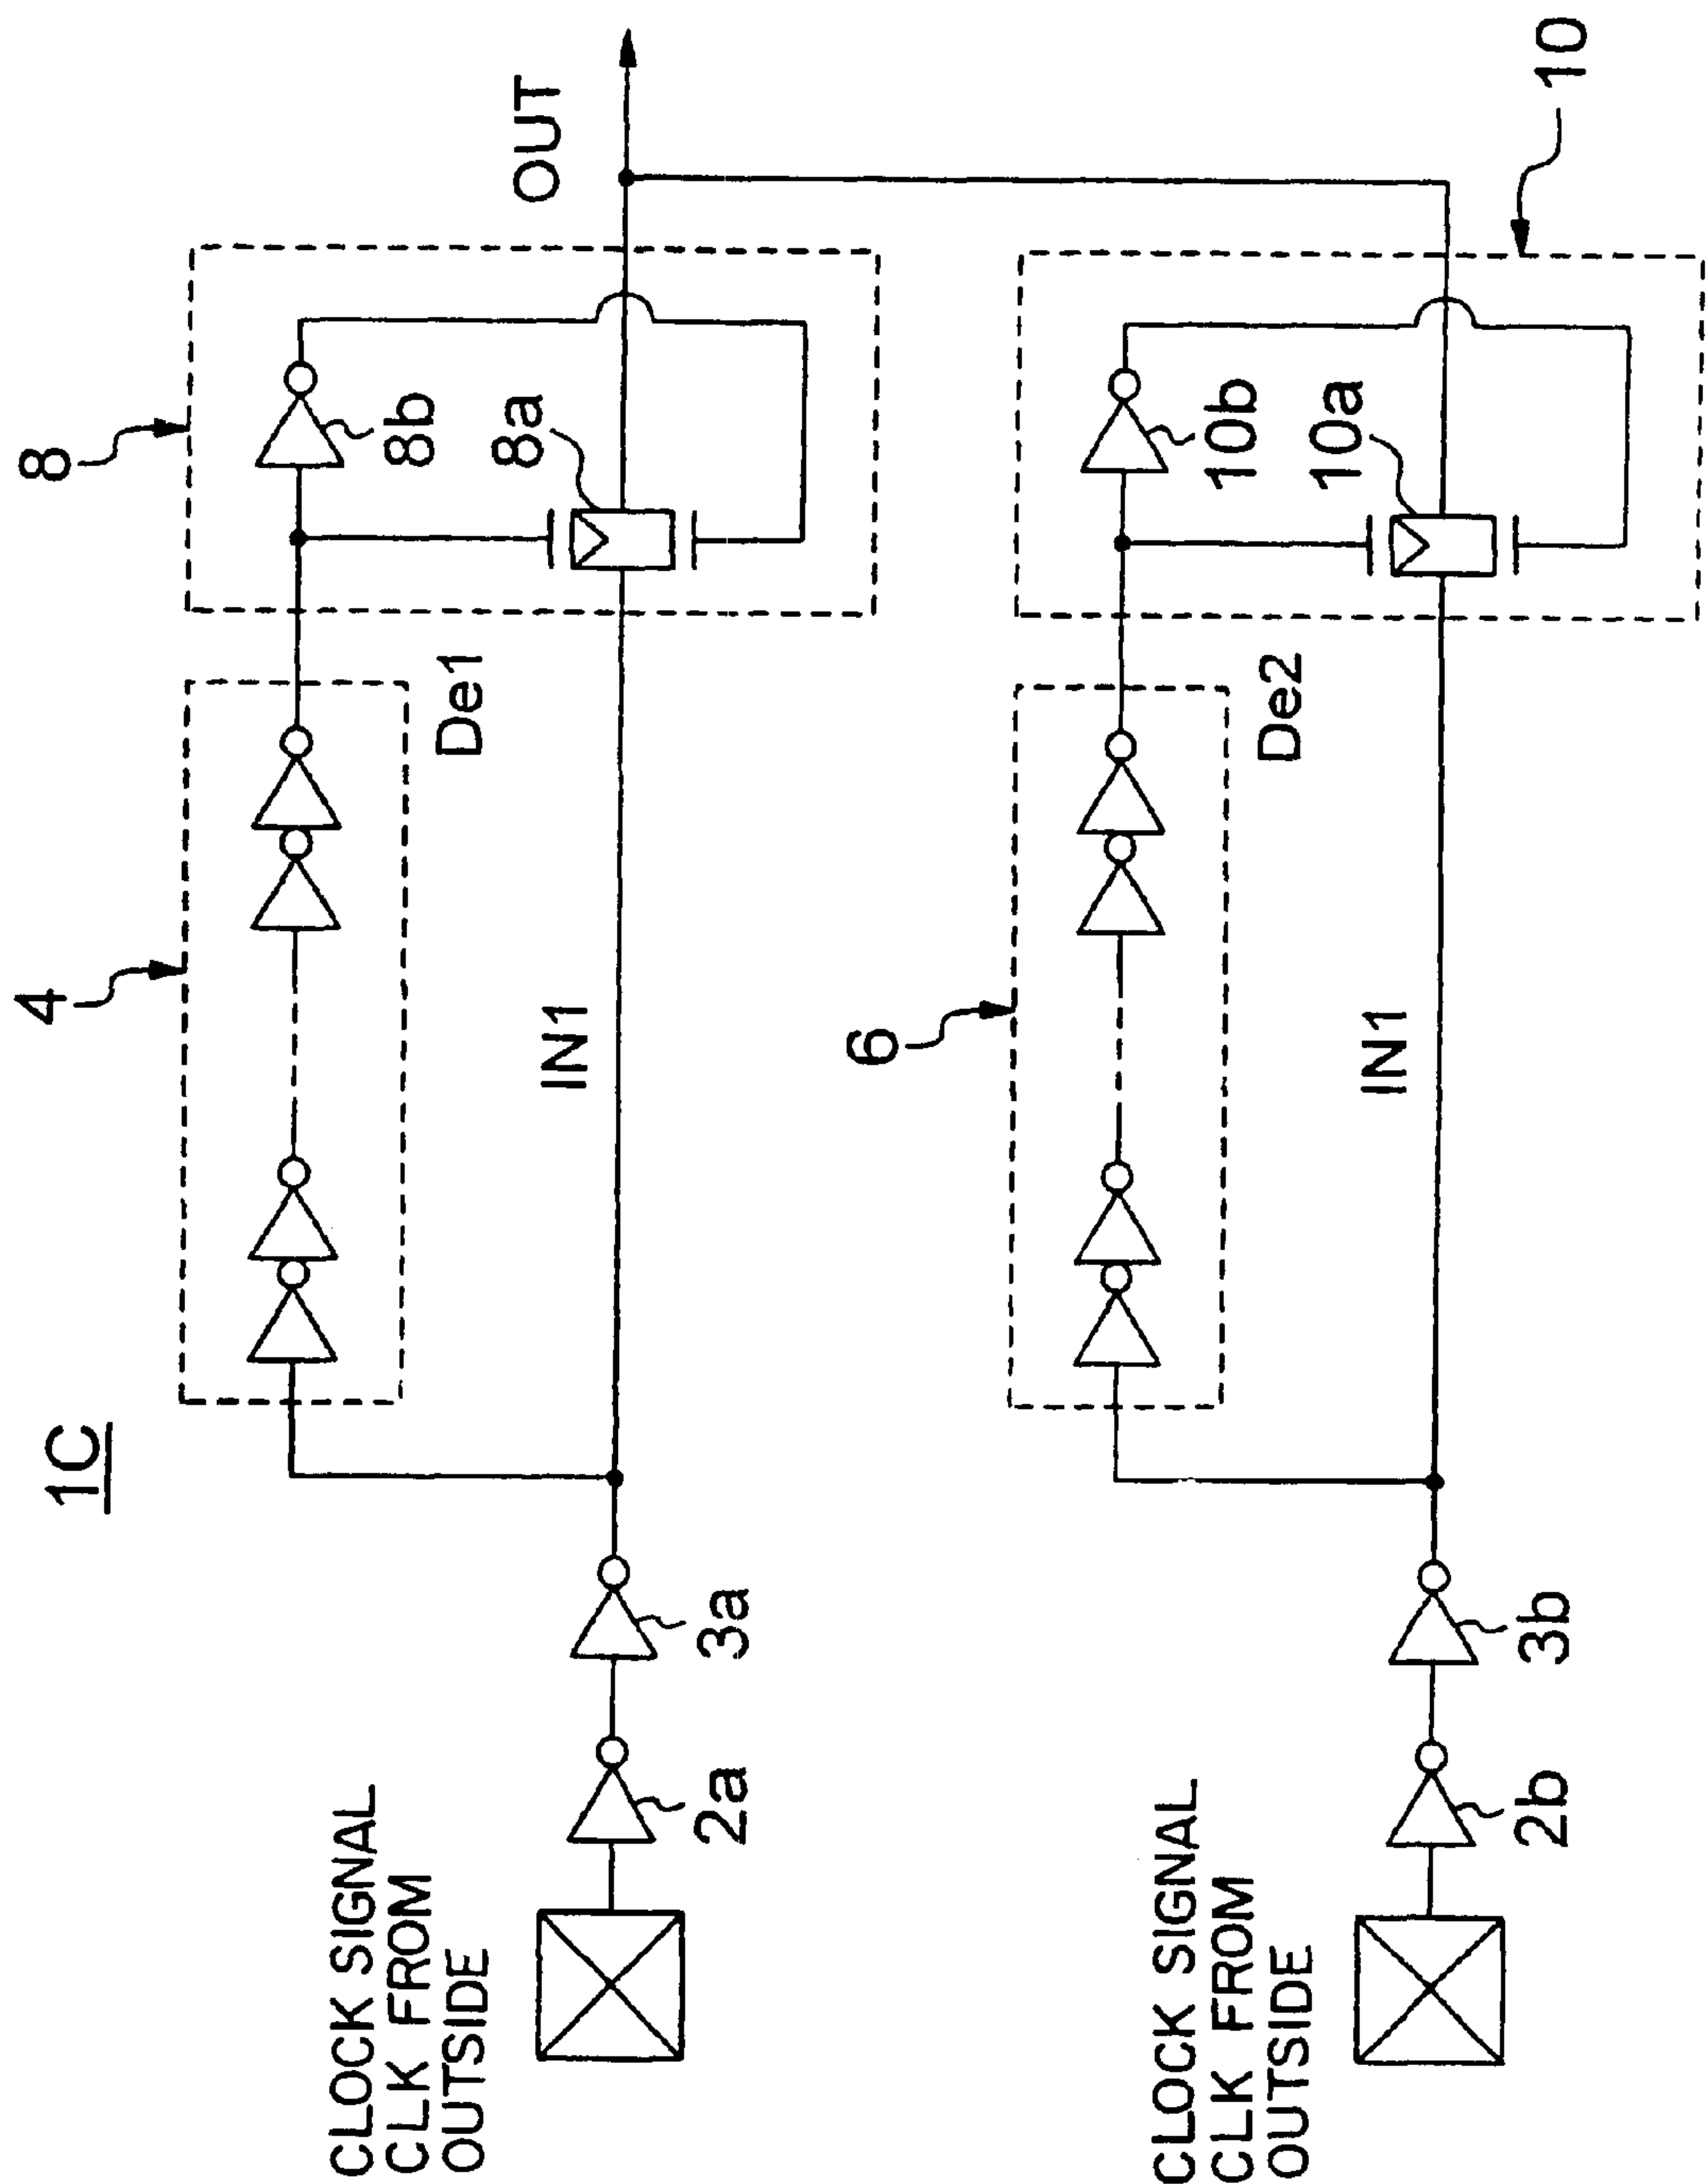 1C
4
8
De1
8b
8a
OUT
IN1
CLOCK SIGNAL
CLK FROM
OUTSIDE
2a
3a
6
De2
10b
10a
10
IN1
CLOCK SIGNAL
CLK FROM
OUTSIDE
2b
3b